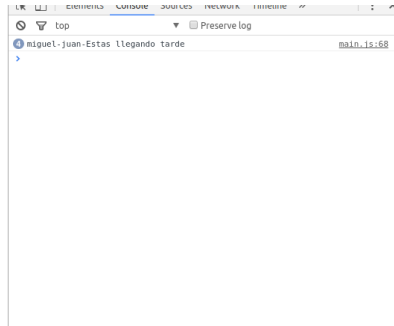 Elements Console Sources Network Timeline »
top ▼ Preserve log
4 miguel-juan-Estas llegando tarde main.js:68
>